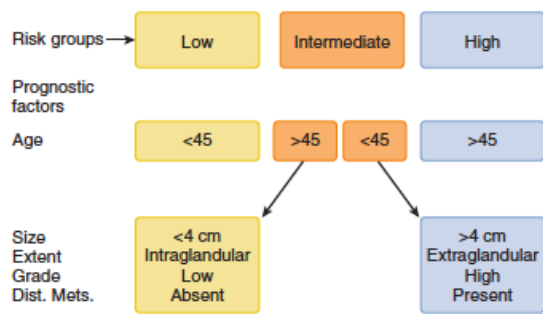 Risk groups Low Intermediate High
Prognostic
factors
Age <45 >45 <45 >45
Size <4 cm >4 cm
Extent Intraglandular Extraglandular
Grade Low High
Dist. Mets. Absent Present